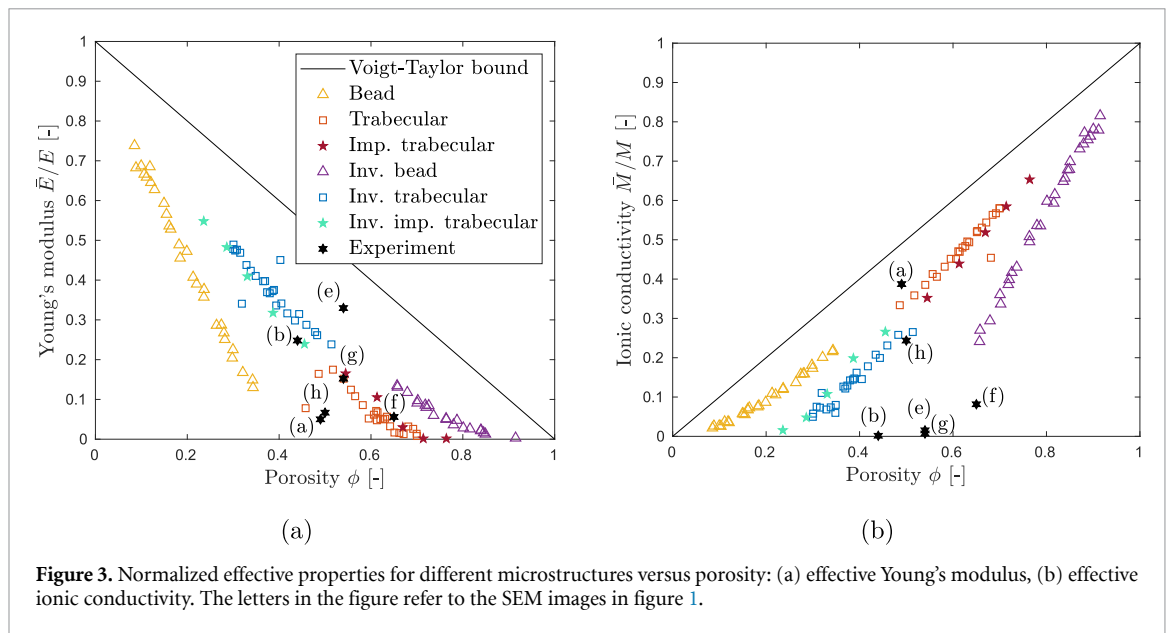 1
0.9
0.8
0.7
0.6
0.5
0.4
0.3
0.2
0.1
0
0 0.2 0.4 0.6 0.8 1
Young's modulus Ē/E [-]
Porosity ϕ [-]
Voigt-Taylor bound
Bead
Trabecular
Imp. trabecular
Inv. bead
Inv. trabecular
Inv. imp. trabecular
Experiment
(e)
(b)
(g)
(h)
(f)
(a)
(a)
1
0.9
0.8
0.7
0.6
0.5
0.4
0.3
0.2
0.1
0
0 0.2 0.4 0.6 0.8 1
Ionic conductivity M̄/M [-]
Porosity ϕ [-]
(a)
(h)
(f)
(b)
(e)
(g)
(b)
Figure 3. Normalized effective properties for different microstructures versus porosity: (a) effective Young's modulus, (b) effective
ionic conductivity. The letters in the figure refer to the SEM images in figure 1.